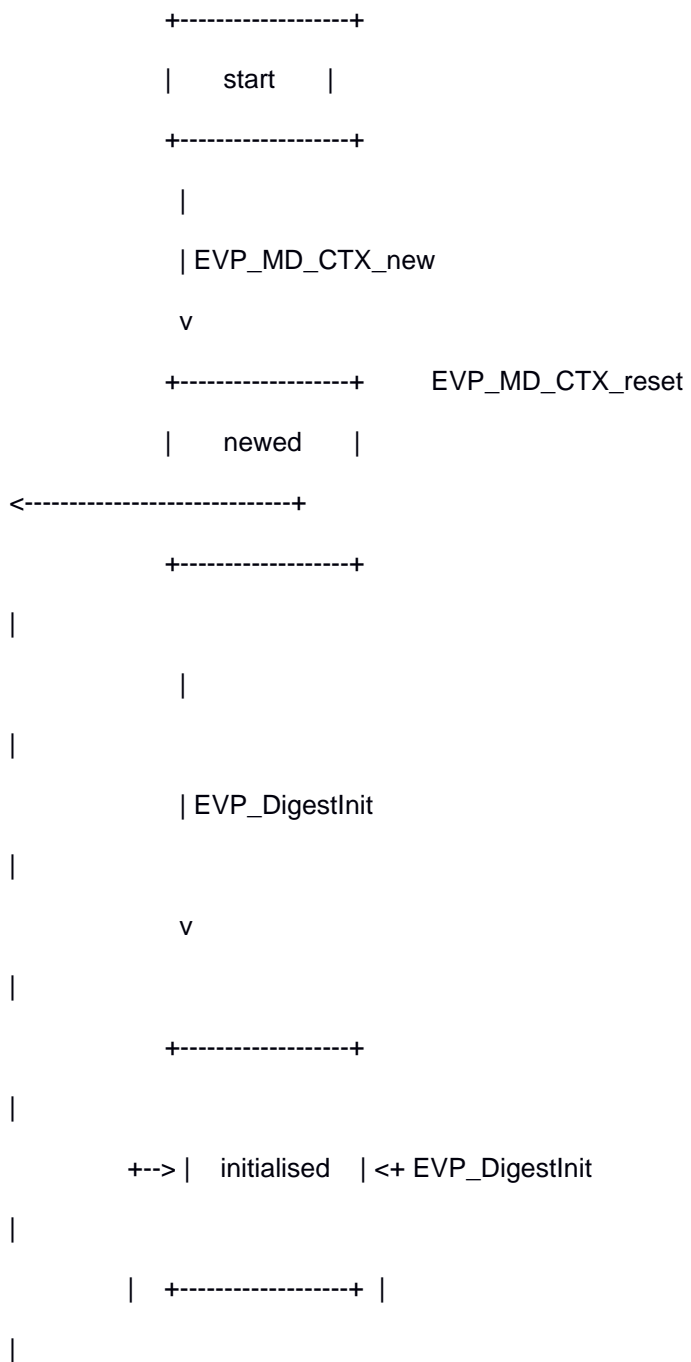 +-------------------+
| start |
+-------------------+
|
| EVP_MD_CTX_new
v
+-------------------+ EVP_MD_CTX_reset
| newed |
<-----------------------------+
+-------------------+
|
|
|
| EVP_DigestInit
|
v
|
+-------------------+
|
+--> | initialised | <+ EVP_DigestInit
|
| +-------------------+ |
|